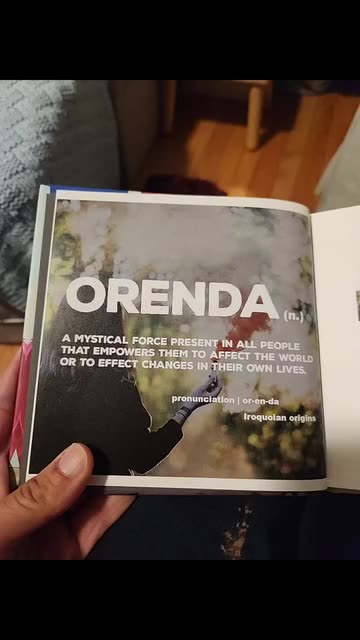 ORENDA (n.)
A MYSTICAL FORCE PRESENT IN ALL PEOPLE
THAT EMPOWERS THEM TO AFFECT THE WORLD
OR TO EFFECT CHANGES IN THEIR OWN LIVES.
pronunciation | or-en-da
Iroquoian origins